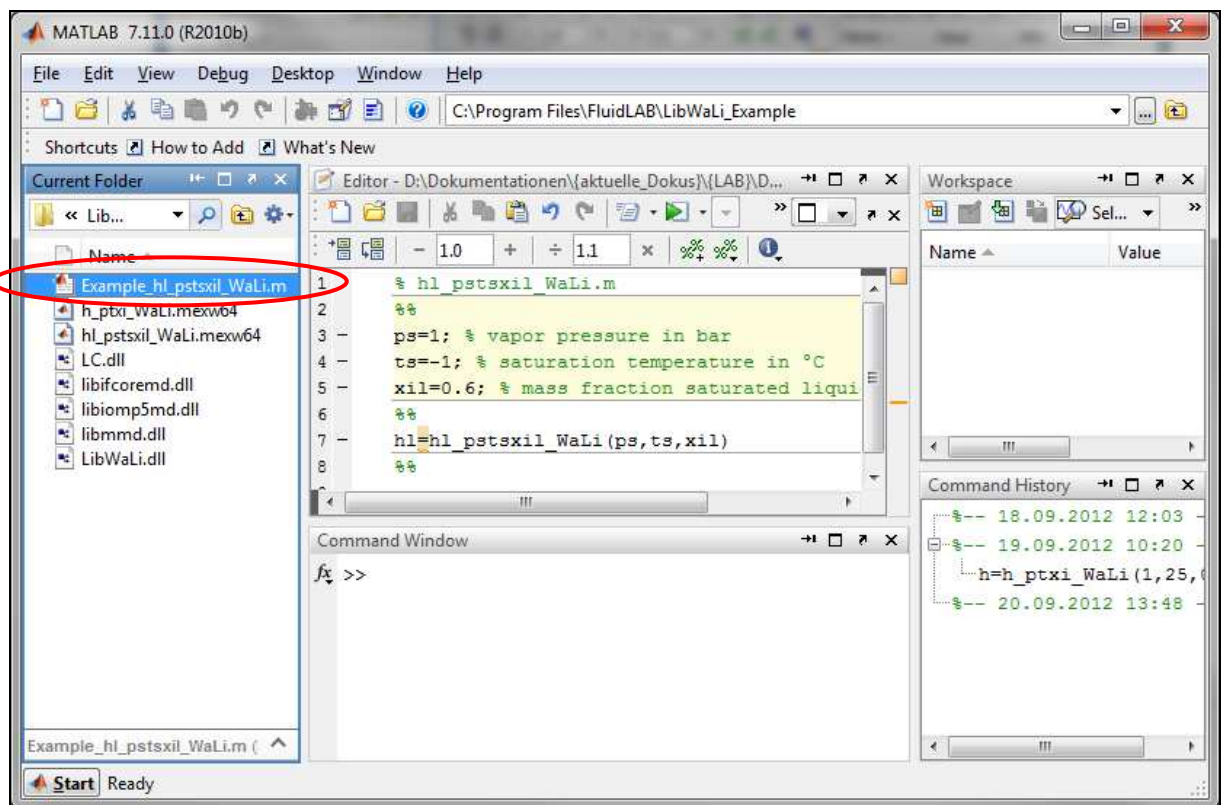 MATLAB 7.11.0 (R2010b)
File Edit View Debug Desktop Window Help
C:\Program Files\FluidLAB\LibWaLi_Example
Shortcuts How to Add What's New
Current Folder
« Lib...
Name
Example_hl_pstsxil_WaLi.m
h_ptxi_WaLi.mexw64
hl_pstsxil_WaLi.mexw64
LC.dll
libifcoremd.dll
libiomp5md.dll
libmmd.dll
LibWaLi.dll
Example_hl_pstsxil_WaLi.m (
Editor - D:\Dokumentationen\{aktuelle_Dokus}\{LAB}\D...
- 1.0 + ÷ 1.1 ×
1 % hl_pstsxil_WaLi.m
2 %%
3 - ps=1; % vapor pressure in bar
4 - ts=-1; % saturation temperature in °C
5 - xil=0.6; % mass fraction saturated liqui
6 %%
7 - hl=hl_pstsxil_WaLi(ps,ts,xil)
8 %%
Command Window
fx >>
Workspace
Sel...
Name Value
Command History
%-- 18.09.2012 12:03 -
%-- 19.09.2012 10:20 -
h=h_ptxi_WaLi(1,25,
%-- 20.09.2012 13:48 -
Start Ready